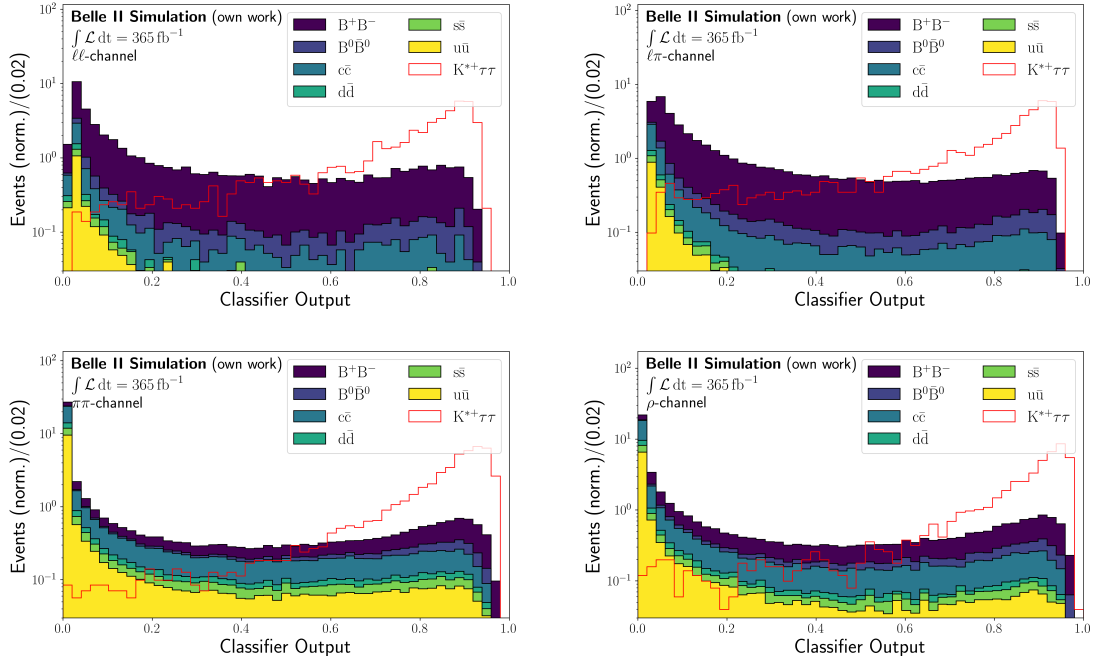 Belle II Simulation (own work)
∫ ℒ dt = 365 fb⁻¹
ℓℓ-channel
B⁺B⁻
B⁰B̄⁰
cc̄
dd̄
ss̄
uū
K*⁺ττ
Events (norm.)/(0.02)
10²
10¹
10⁰
10⁻¹
0.0 0.2 0.4 0.6 0.8 1.0
Classifier Output
Belle II Simulation (own work)
∫ ℒ dt = 365 fb⁻¹
ℓπ-channel
B⁺B⁻
B⁰B̄⁰
cc̄
dd̄
ss̄
uū
K*⁺ττ
Events (norm.)/(0.02)
10²
10¹
10⁰
10⁻¹
0.0 0.2 0.4 0.6 0.8 1.0
Classifier Output
Belle II Simulation (own work)
∫ ℒ dt = 365 fb⁻¹
ππ-channel
B⁺B⁻
B⁰B̄⁰
cc̄
dd̄
ss̄
uū
K*⁺ττ
Events (norm.)/(0.02)
10²
10¹
10⁰
10⁻¹
0.0 0.2 0.4 0.6 0.8 1.0
Classifier Output
Belle II Simulation (own work)
∫ ℒ dt = 365 fb⁻¹
ρ-channel
B⁺B⁻
B⁰B̄⁰
cc̄
dd̄
ss̄
uū
K*⁺ττ
Events (norm.)/(0.02)
10²
10¹
10⁰
10⁻¹
0.0 0.2 0.4 0.6 0.8 1.0
Classifier Output